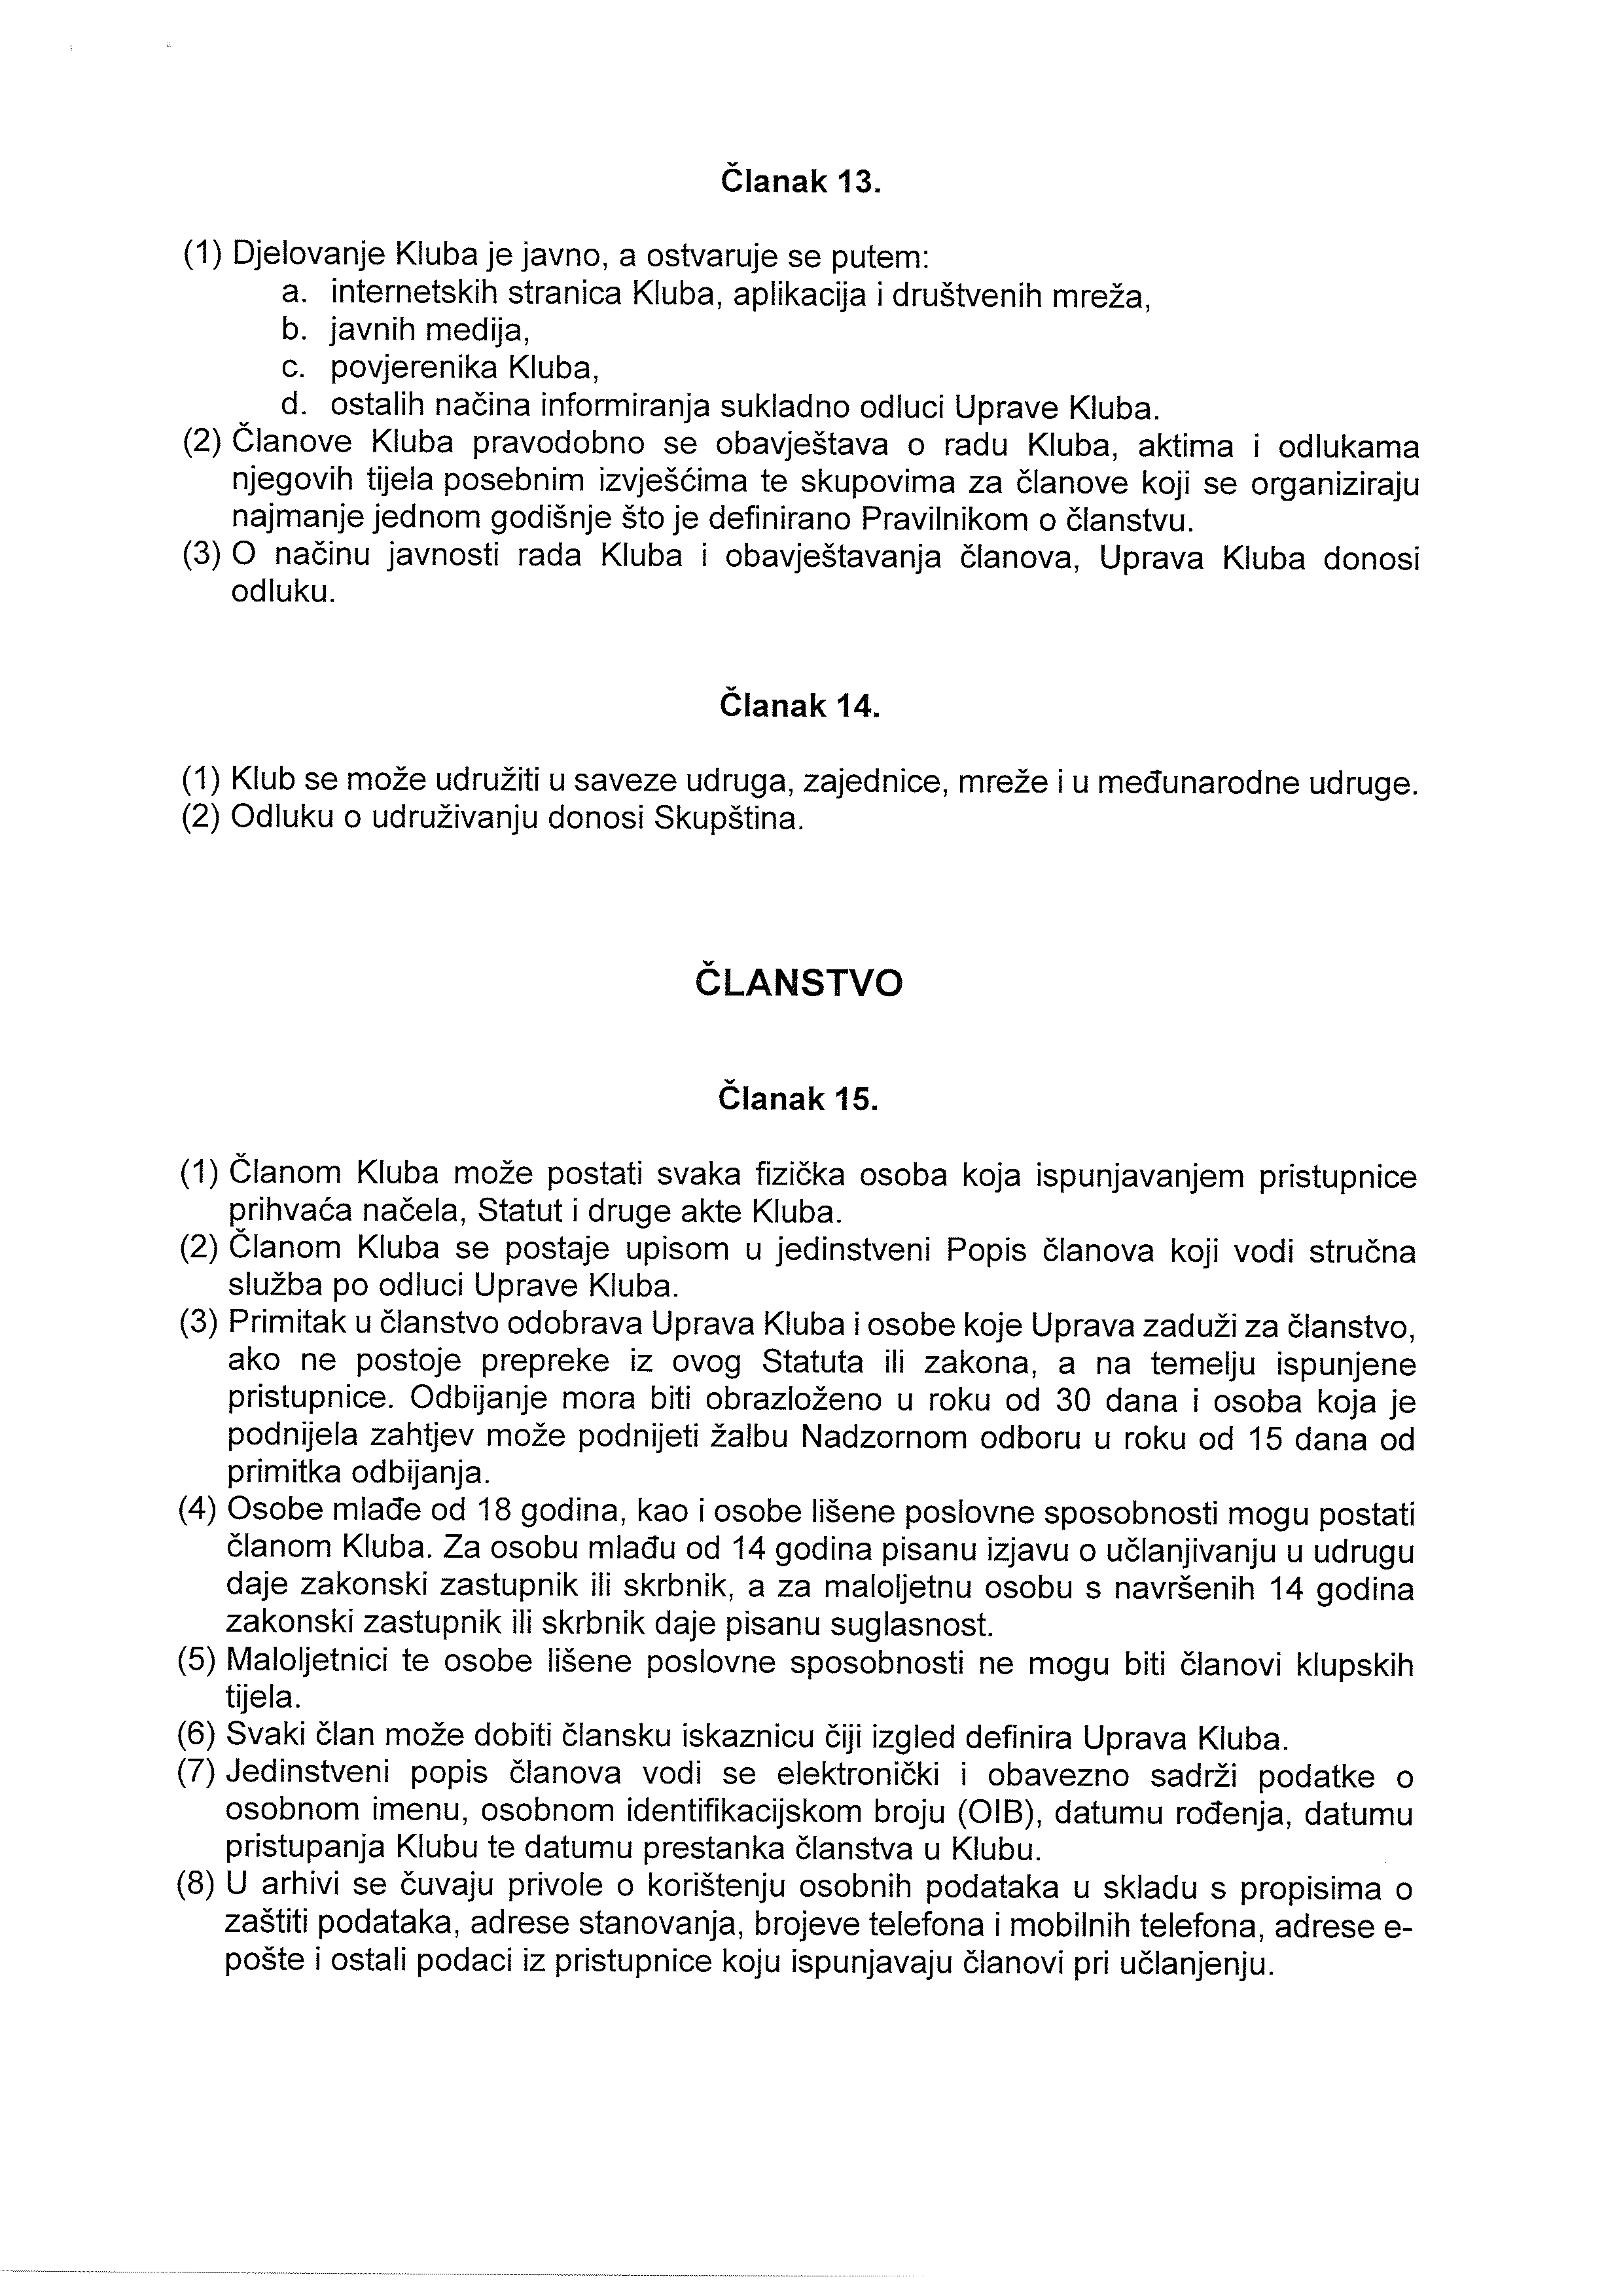 Članak 13.
(1) Djelovanje Kluba je javno, a ostvaruje se putem:
a. internetskih stranica Kluba, aplikacija i društvenih mreža,
b. javnih medija,
c. povjerenika Kluba,
d. ostalih načina informiranja sukladno odluci Uprave Kluba.
(2) Članove Kluba pravodobno se obavještava o radu Kluba, aktima i odlukama
njegovih tijela posebnim izvješćima te skupovima za članove koji se organiziraju
najmanje jednom godišnje što je definirano Pravilnikom o članstvu.
(3) O načinu javnosti rada Kluba i obavještavanja članova, Uprava Kluba donosi
odluku.
Članak 14.
(1) Klub se može udružiti u saveze udruga, zajednice, mreže i u međunarodne udruge.
(2) Odluku o udruživanju donosi Skupština.
ČLANSTVO
Članak 15.
(1) Članom Kluba može postati svaka fizička osoba koja ispunjavanjem pristupnice
prihvaća načela, Statut i druge akte Kluba.
(2) Članom Kluba se postaje upisom u jedinstveni Popis članova koji vodi stručna
služba po odluci Uprave Kluba.
(3) Primitak u članstvo odobrava Uprava Kluba i osobe koje Uprava zaduži za članstvo,
ako ne postoje prepreke iz ovog Statuta ili zakona, a na temelju ispunjene
pristupnice. Odbijanje mora biti obrazloženo u roku od 30 dana i osoba koja je
podnijela zahtjev može podnijeti žalbu Nadzornom odboru u roku od 15 dana od
primitka odbijanja.
(4) Osobe mlađe od 18 godina, kao i osobe lišene poslovne sposobnosti mogu postati
članom Kluba. Za osobu mlađu od 14 godina pisanu izjavu o učlanjivanju u udrugu
daje zakonski zastupnik ili skrbnik, a za maloljetnu osobu s navršenih 14 godina
zakonski zastupnik ili skrbnik daje pisanu suglasnost.
(5) Maloljetnici te osobe lišene poslovne sposobnosti ne mogu biti članovi klupskih
tijela.
(6) Svaki član može dobiti člansku iskaznicu čiji izgled definira Uprava Kluba.
(7) Jedinstveni popis članova vodi se elektronički i obavezno sadrži podatke o
osobnom imenu, osobnom identifikacijskom broju (OIB), datumu rođenja, datumu
pristupanja Klubu te datumu prestanka članstva u Klubu.
(8) U arhivi se čuvaju privole o korištenju osobnih podataka u skladu s propisima o
zaštiti podataka, adrese stanovanja, brojeve telefona i mobilnih telefona, adrese e-
pošte i ostali podaci iz pristupnice koju ispunjavaju članovi pri učlanjenju.